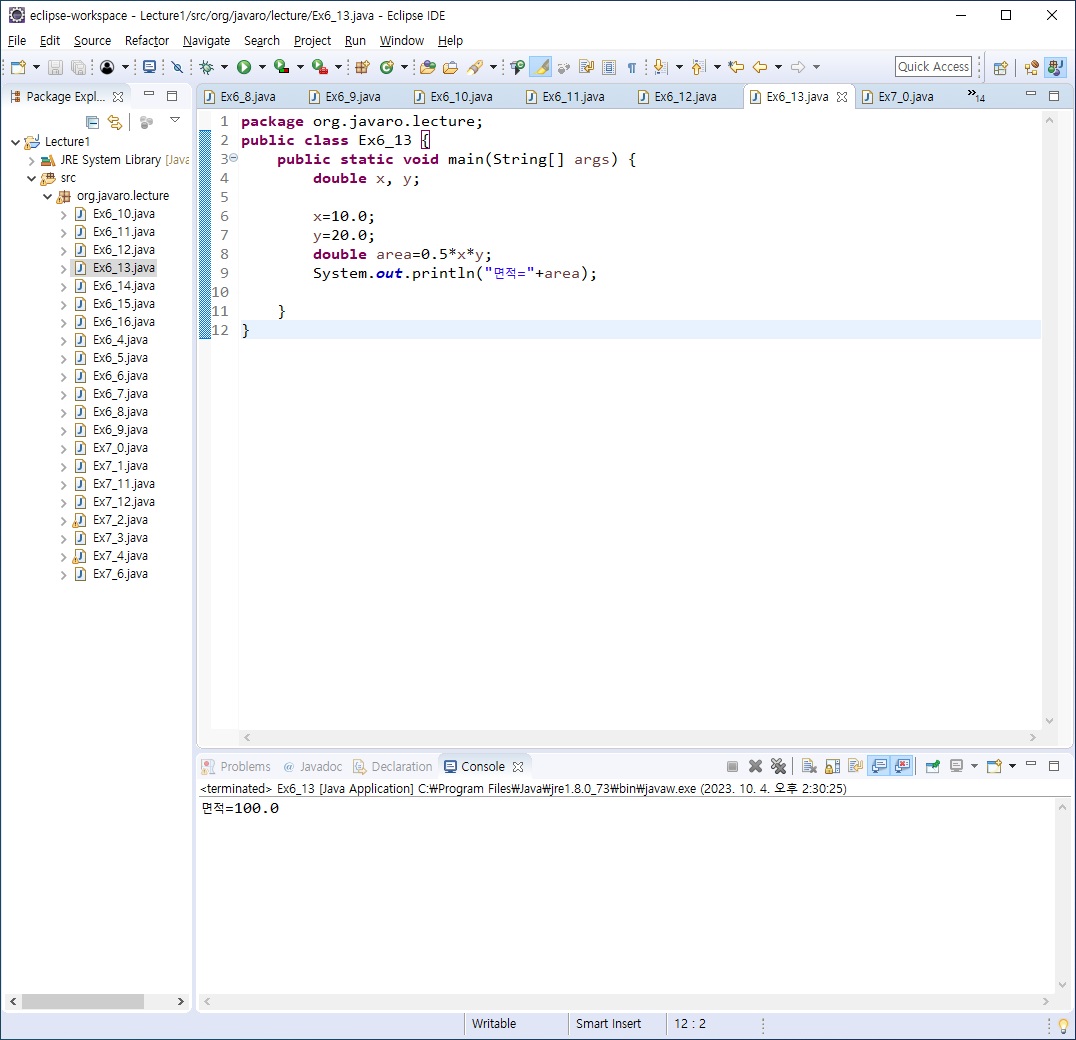 eclipse-workspace - Lecture1/src/org/javaro/lecture/Ex6_13.java - Eclipse IDE
File Edit Source Refactor Navigate Search Project Run Window Help
Quick Access
Package Expl...
Ex6_8.java Ex6_9.java Ex6_10.java Ex6_11.java Ex6_12.java Ex6_13.java Ex7_0.java »14
Lecture1
JRE System Library [Java
src
org.javaro.lecture
Ex6_10.java
Ex6_11.java
Ex6_12.java
Ex6_13.java
Ex6_14.java
Ex6_15.java
Ex6_16.java
Ex6_4.java
Ex6_5.java
Ex6_6.java
Ex6_7.java
Ex6_8.java
Ex6_9.java
Ex7_0.java
Ex7_1.java
Ex7_11.java
Ex7_12.java
Ex7_2.java
Ex7_3.java
Ex7_4.java
Ex7_6.java
1 package org.javaro.lecture;
2 public class Ex6_13 {
3 public static void main(String[] args) {
4 double x, y;
5
6 x=10.0;
7 y=20.0;
8 double area=0.5*x*y;
9 System.out.println("면적="+area);
10
11 }
12 }
Problems @ Javadoc Declaration Console
<terminated> Ex6_13 [Java Application] C:₩Program Files₩Java₩jre1.8.0_73₩bin₩javaw.exe (2023. 10. 4. 오후 2:30:25)
면적=100.0
Writable Smart Insert 12 : 2